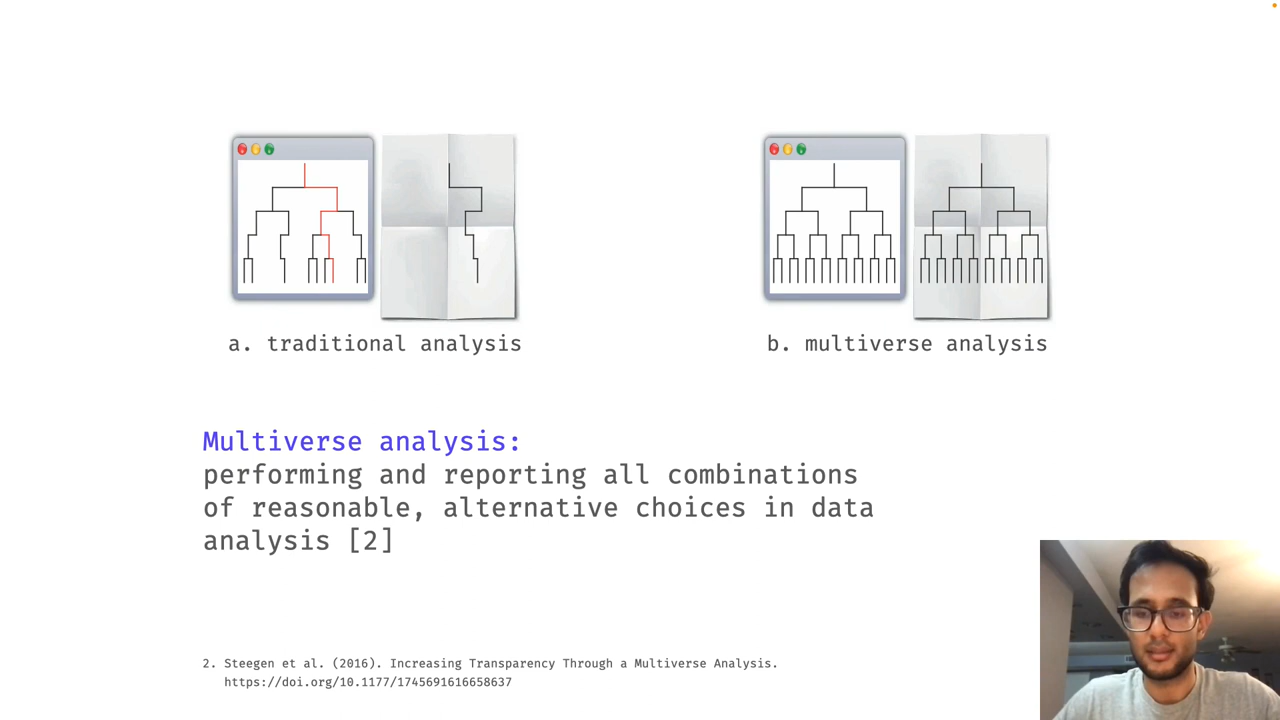 a. traditional analysis
b. multiverse analysis
Multiverse analysis:
performing and reporting all combinations
of reasonable, alternative choices in data
analysis [2]
2. Steegen et al. (2016). Increasing Transparency Through a Multiverse Analysis.
https://doi.org/10.1177/1745691616658637